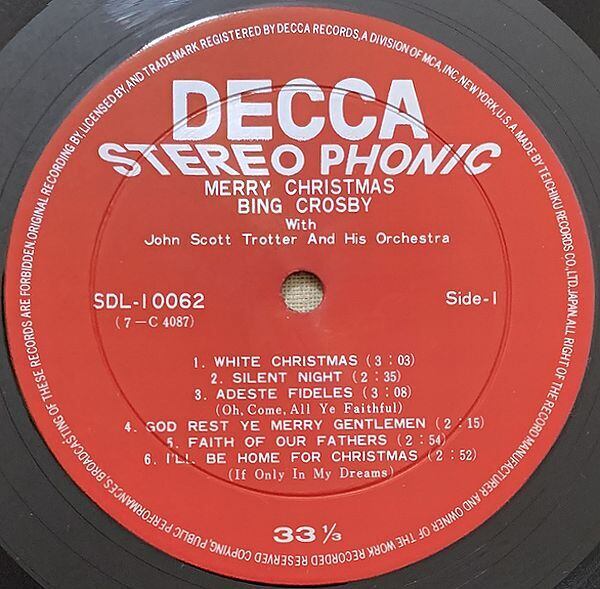 DECCA
STEREO PHONIC
MERRY CHRISTMAS
BING CROSBY
With
John Scott Trotter And His Orchestra
SDL-10062
(7-C 4087)
Side-1
1. WHITE CHRISTMAS (3:03)
2. SILENT NIGHT (2:35)
3. ADESTE FIDELES (3:08)
(Oh, Come, All Ye Faithful)
4. GOD REST YE MERRY GENTLEMEN (2:15)
5. FAITH OF OUR FATHERS (2:54)
6. I'LL BE HOME FOR CHRISTMAS (2:52)
(If Only In My Dreams)
33 1/3
ORIGINAL RECORDING BY, LICENSED BY, AND TRADEMARK REGISTERED BY DECCA RECORDS, A DIVISION OF MCA, INC. NEW YORK, U.S.A MADE BY TEICHIKU RECORDS CO., LTD. JAPAN. ALL RIGHT OF THE RECORD MANUFACTURER AND OWNER OF THE WORK RECORDED RESERVED COPYING, PUBLIC PERFORMANCES BROADCASTING OF THESE RECORDS ARE FORBIDDEN.